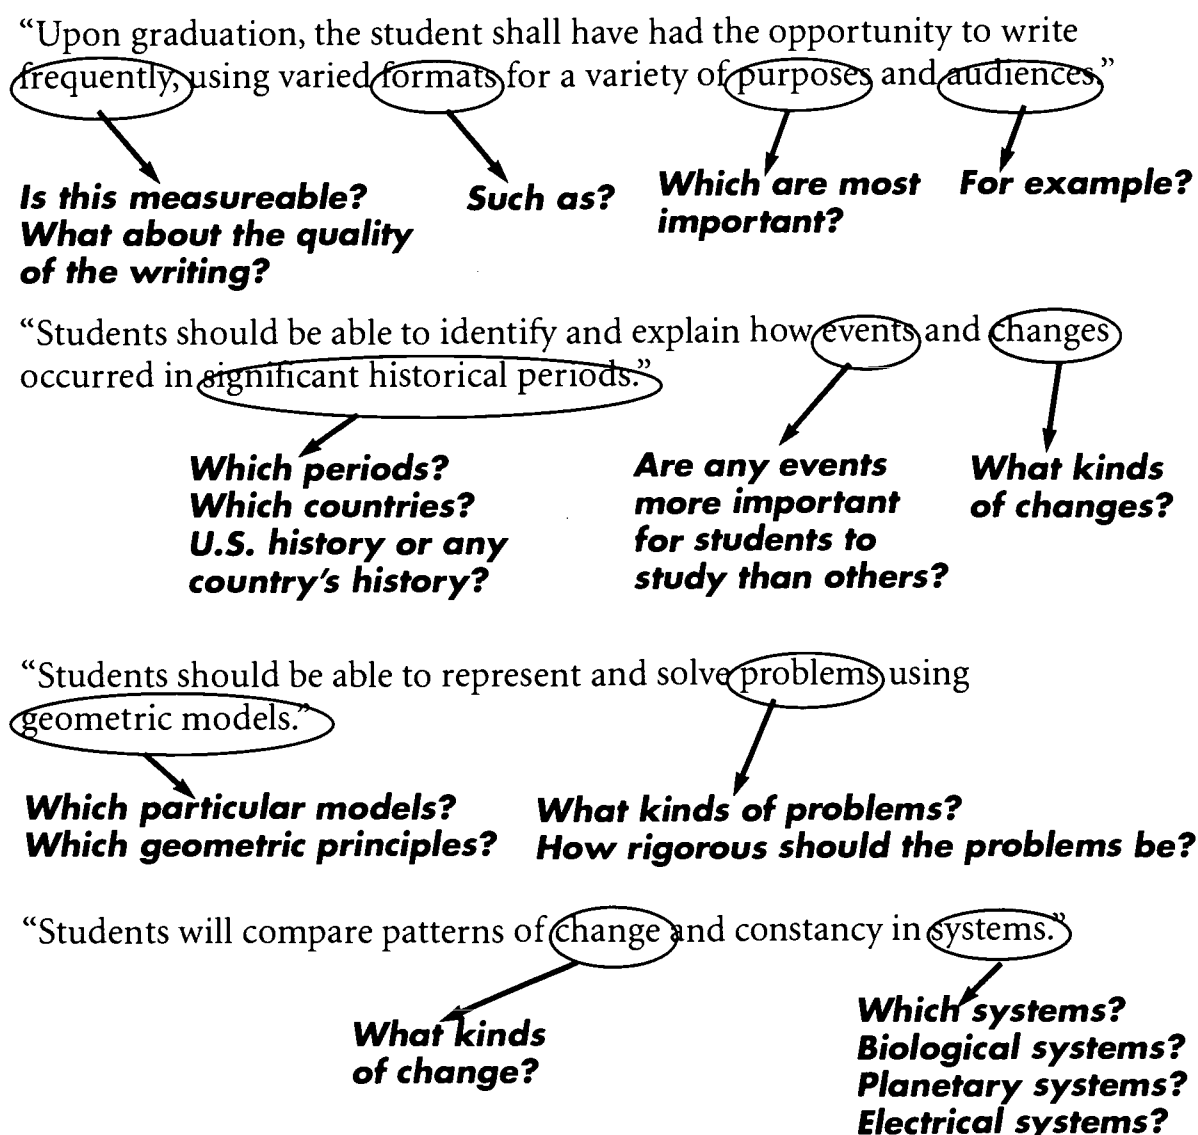 “Upon graduation, the student shall have had the opportunity to write
frequently, using varied formats for a variety of purposes and audiences.”
Is this measureable?
What about the quality
of the writing?
Such as?
Which are most
important?
For example?
“Students should be able to identify and explain how events and changes
occurred in significant historical periods.”
Which periods?
Which countries?
U.S. history or any
country’s history?
Are any events
more important
for students to
study than others?
What kinds
of changes?
“Students should be able to represent and solve problems using
geometric models.”
Which particular models?
Which geometric principles?
What kinds of problems?
How rigorous should the problems be?
“Students will compare patterns of change and constancy in systems.”
What kinds
of change?
Which systems?
Biological systems?
Planetary systems?
Electrical systems?